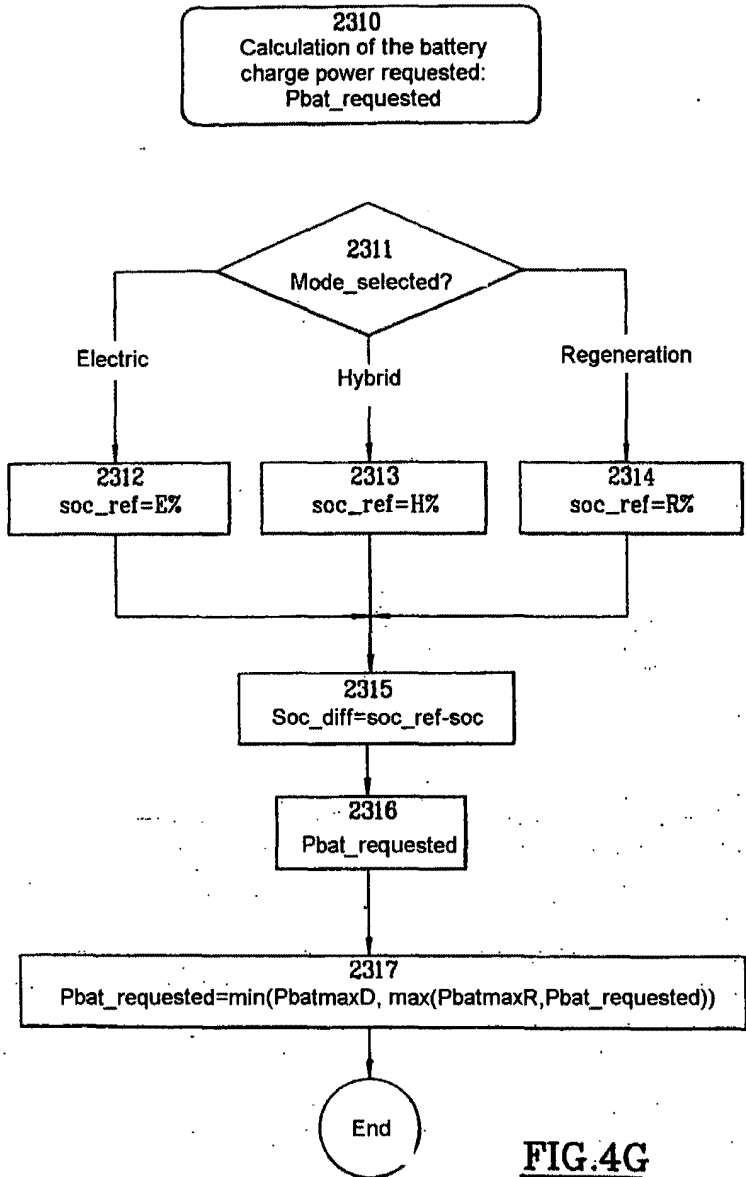 2310
Calculation of the battery
charge power requested:
Pbat_requested
2311
Mode_selected?
Electric
Hybrid
Regeneration
2312
soc_ref=E%
2313
soc_ref=H%
2314
soc_ref=R%
2315
Soc_diff=soc_ref-soc
2316
Pbat_requested
2317
Pbat_requested=min(PbatmaxD, max(PbatmaxR,Pbat_requested))
End
FIG.4G